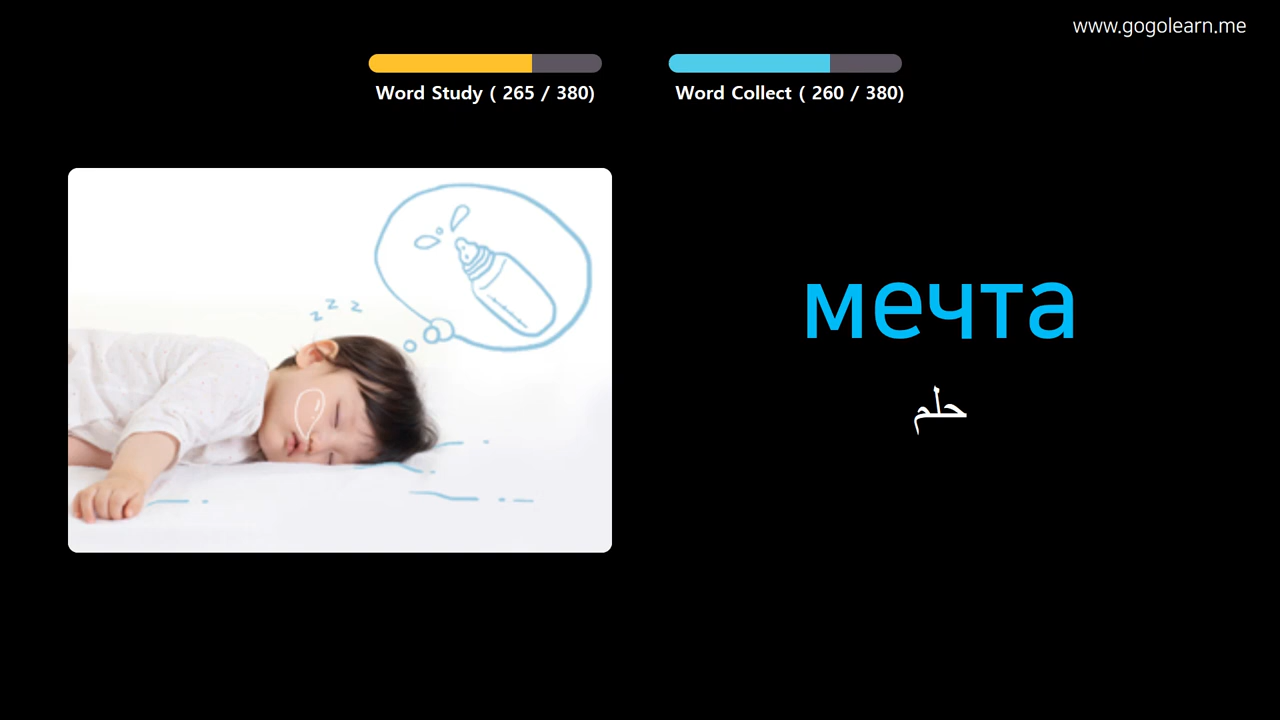 www.gogolearn.me
Word Study ( 265 / 380)
Word Collect ( 260 / 380)
z z z
мечта
حلم